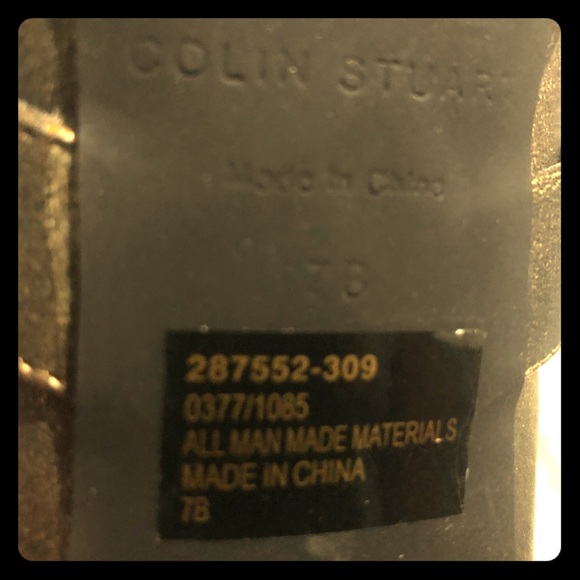 COLIN STUART
Made in China
7B
287552-309
0377/1085
ALL MAN MADE MATERIALS
MADE IN CHINA
7B